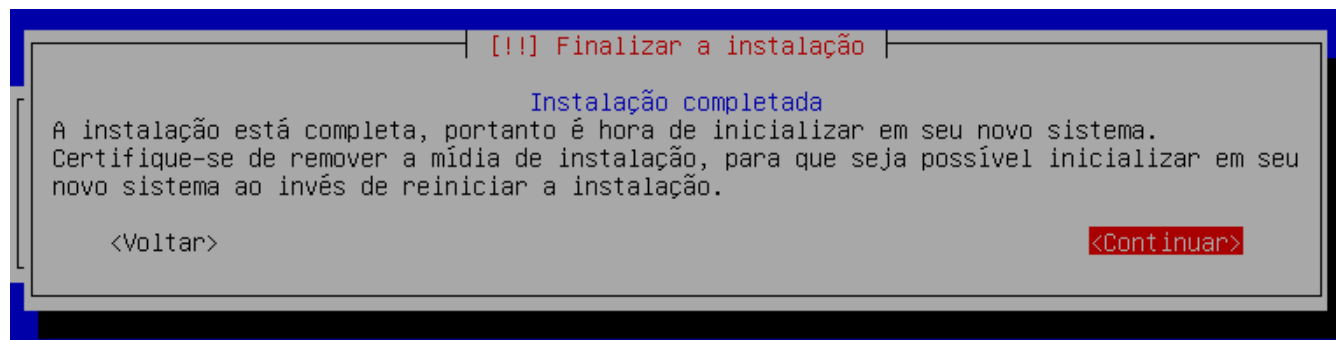 [!!] Finalizar a instalação
Instalação completada
A instalação está completa, portanto é hora de inicializar em seu novo sistema.
Certifique-se de remover a mídia de instalação, para que seja possível inicializar em seu
novo sistema ao invés de reiniciar a instalação.
<Voltar> <Continuar>